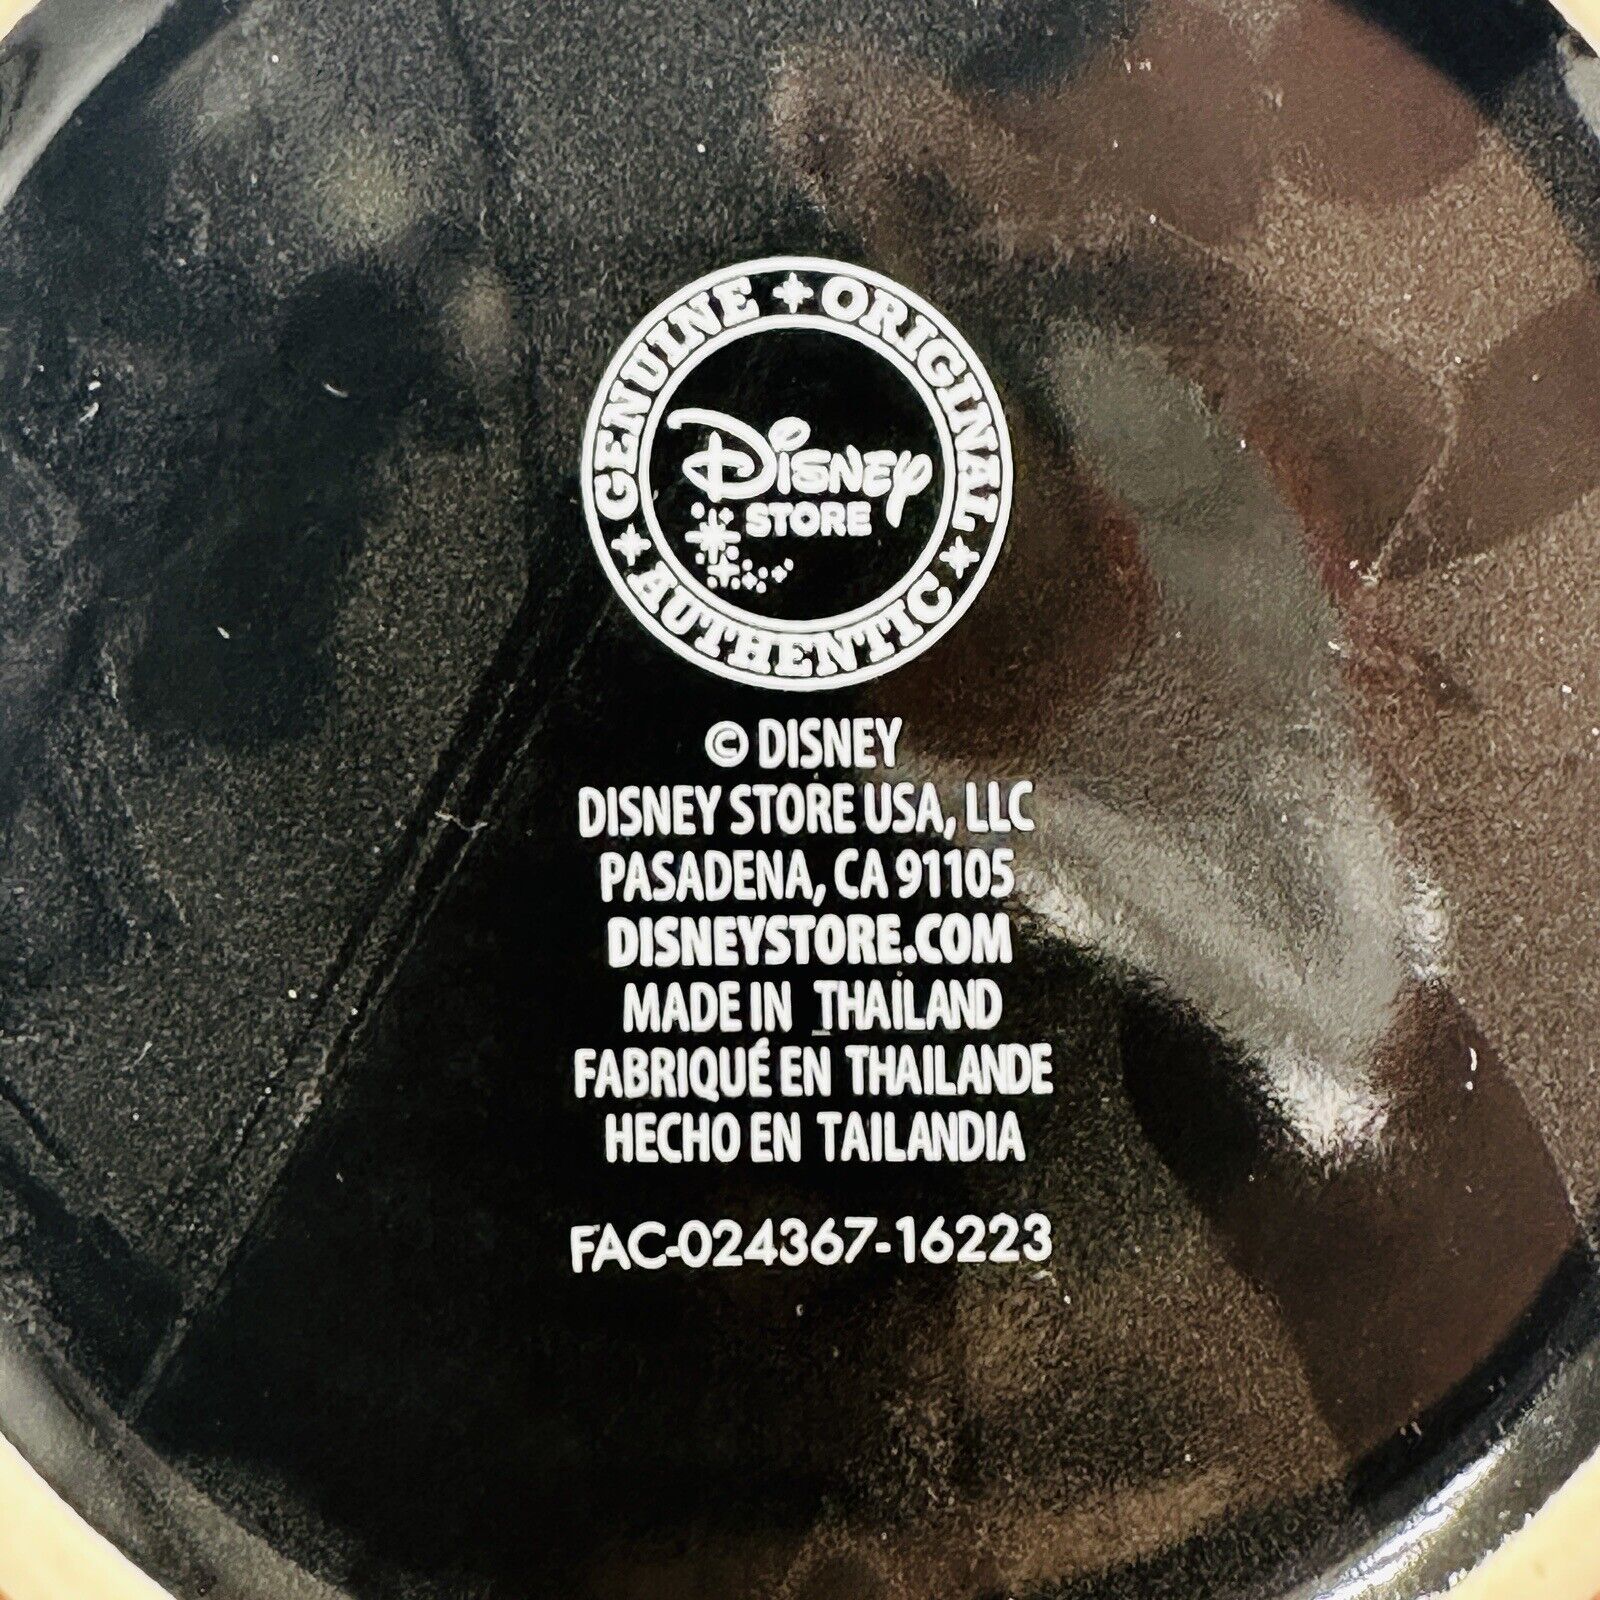 GENUINE ORIGINAL AUTHENTIC
Disney
STORE
© DISNEY
DISNEY STORE USA, LLC
PASADENA, CA 91105
DISNEYSTORE.COM
MADE IN THAILAND
FABRIQUÉ EN THAILANDE
HECHO EN TAILANDIA
FAC-024367-16223